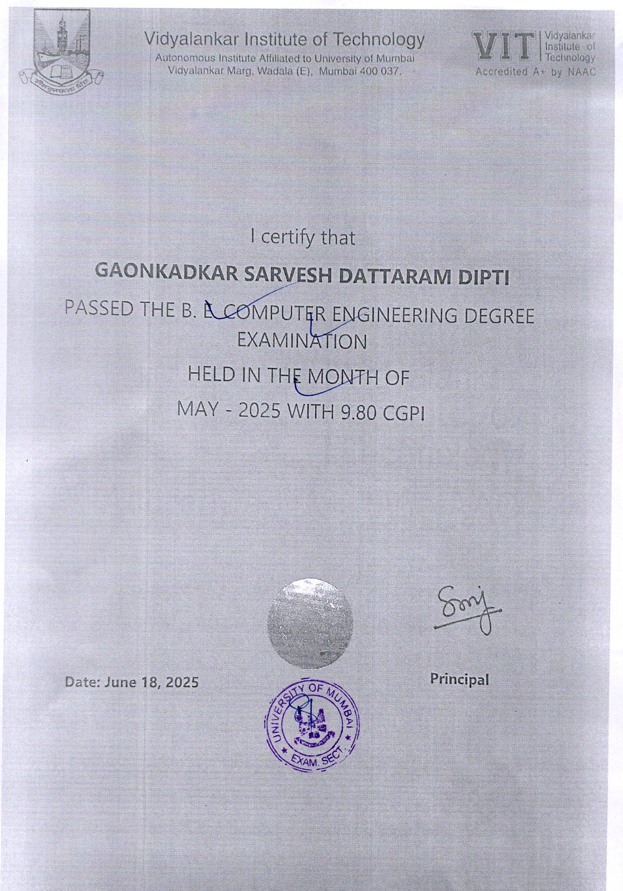 Vidyalankar Institute of Technology
Autonomous Institute Affiliated to University of Mumbai
Vidyalankar Marg, Wadala (E), Mumbai 400 037.
VIT
Vidyalankar
Institute of
Technology
Accredited A+ by NAAC
I certify that
GAONKADKAR SARVESH DATTARAM DIPTI
PASSED THE B. E COMPUTER ENGINEERING DEGREE
EXAMINATION
HELD IN THE MONTH OF
MAY - 2025 WITH 9.80 CGPI
Date: June 18, 2025
Principal
UNIVERSITY OF MUMBAI
EXAM. SECT.